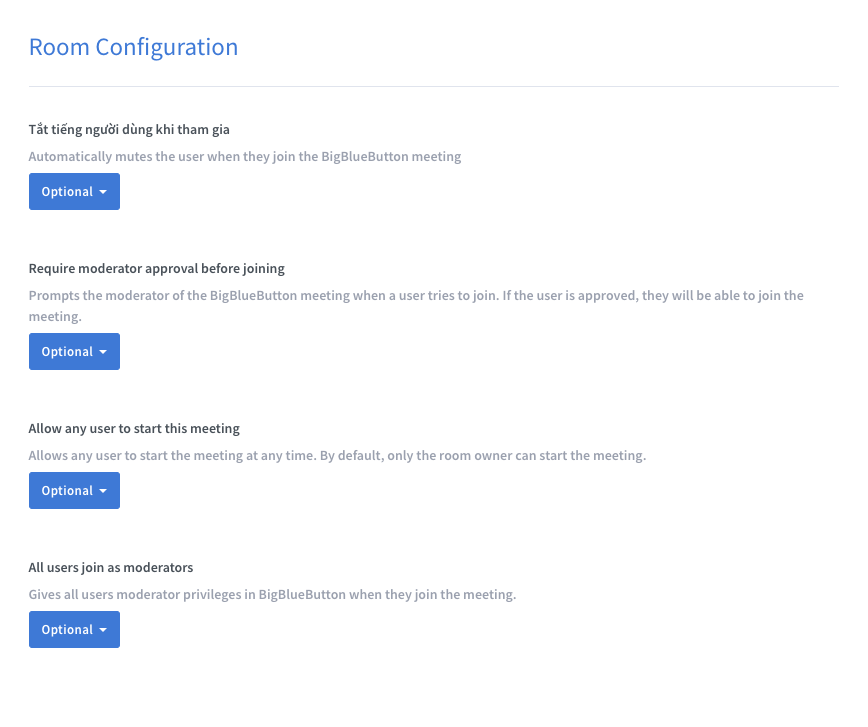 Room Configuration
Tắt tiếng người dùng khi tham gia
Automatically mutes the user when they join the BigBlueButton meeting
Optional
Require moderator approval before joining
Prompts the moderator of the BigBlueButton meeting when a user tries to join. If the user is approved, they will be able to join the
meeting.
Optional
Allow any user to start this meeting
Allows any user to start the meeting at any time. By default, only the room owner can start the meeting.
Optional
All users join as moderators
Gives all users moderator privileges in BigBlueButton when they join the meeting.
Optional